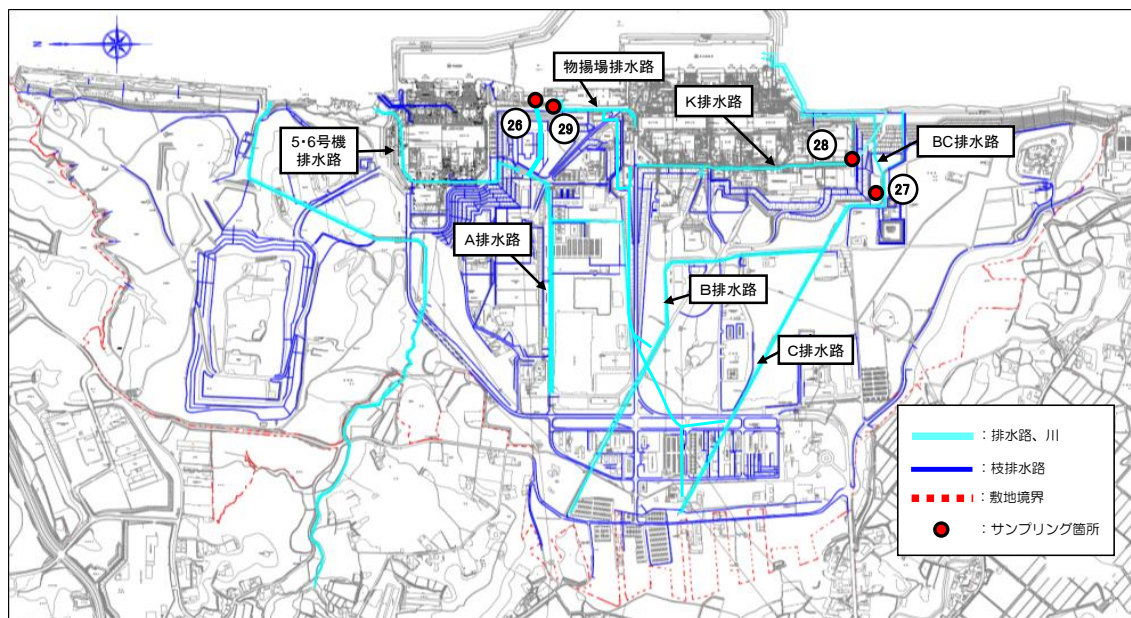 N
物揚場排水路
K排水路
5・6号機
排水路
26
29
28
BC排水路
27
A排水路
B排水路
C排水路
：排水路、川
：枝排水路
：敷地境界
：サンプリング箇所